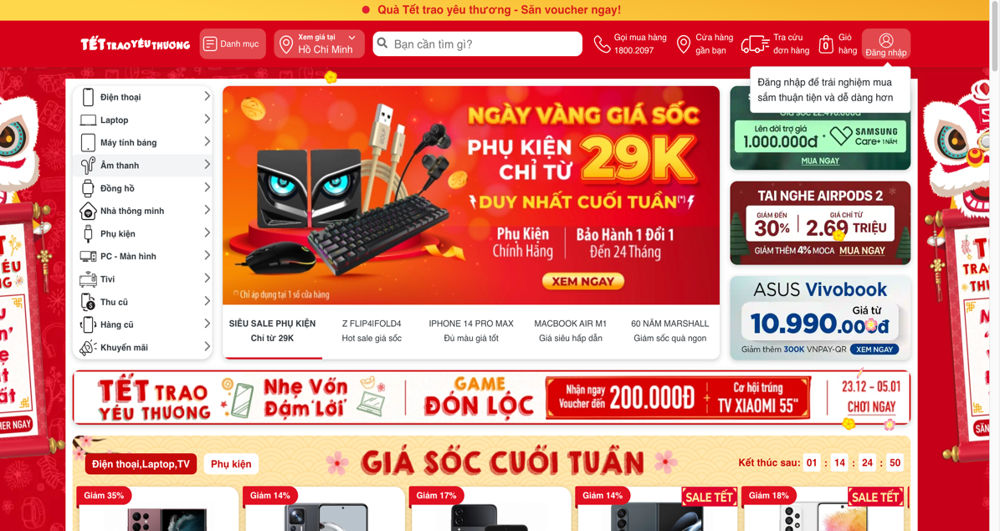 Quà Tết trao yêu thương - Săn voucher ngay!
TẾT TRAO YÊU THƯƠNG
Danh mục
Xem giá tại
Hồ Chí Minh
Bạn cần tìm gì?
Gọi mua hàng
1800.2097
Cửa hàng
gần bạn
Tra cứu
đơn hàng
0
Giỏ
hàng
Đăng nhập
Đăng nhập để trải nghiệm mua
sắm thuận tiện và dễ dàng hơn
Điện thoại
Laptop
Máy tính bảng
Âm thanh
Đồng hồ
Nhà thông minh
Phụ kiện
PC - Màn hình
Tivi
Thu cũ
Hàng cũ
Khuyến mãi
NGÀY VÀNG GIÁ SỐC
PHỤ KIỆN
CHỈ TỪ
29K
DUY NHẤT CUỐI TUẦN(*)
Phụ Kiện
Chính Hãng
Bảo Hành 1 Đổi 1
Đến 24 Tháng
XEM NGAY
(*) Chỉ áp dụng tại 1 số cửa hàng
SIÊU SALE PHỤ KIỆN
Chỉ từ 29K
Z FLIP4IFOLD4
Hot sale giá sốc
IPHONE 14 PRO MAX
Đủ màu giá tốt
MACBOOK AIR M1
Giá siêu hấp dẫn
60 NĂM MARSHALL
Giảm sốc quà ngon
Lên đời trợ giá
1.000.000đ
+
SAMSUNG
Care+ 1 NĂM
MUA NGAY
TAI NGHE AIRPODS 2
GIẢM ĐẾN
30%
GIÁ CHỈ TỪ
2.69 TRIỆU
GIẢM THÊM 4% MOCA MUA NGAY
ASUS Vivobook
Giá từ
10.990.000đ
Giảm thêm 300K VNPAY-QR XEM NGAY
TẾT TRAO
YÊU THƯƠNG
Nhẹ Vốn
Đậm Lời
GAME
ĐÓN LỘC
Nhận ngay
Voucher đến
200.000Đ
+
Cơ hội trúng
TV XIAOMI 55"
23.12 - 05.01
CHƠI NGAY
Điện thoại,Laptop,TV
Phụ kiện
GIÁ SỐC CUỐI TUẦN
Kết thúc sau: 01 : 14 : 24 : 50
Giảm 35%
Giảm 14%
Giảm 17%
Giảm 14%
SALE TẾT
Giảm 18%
SALE TẾT